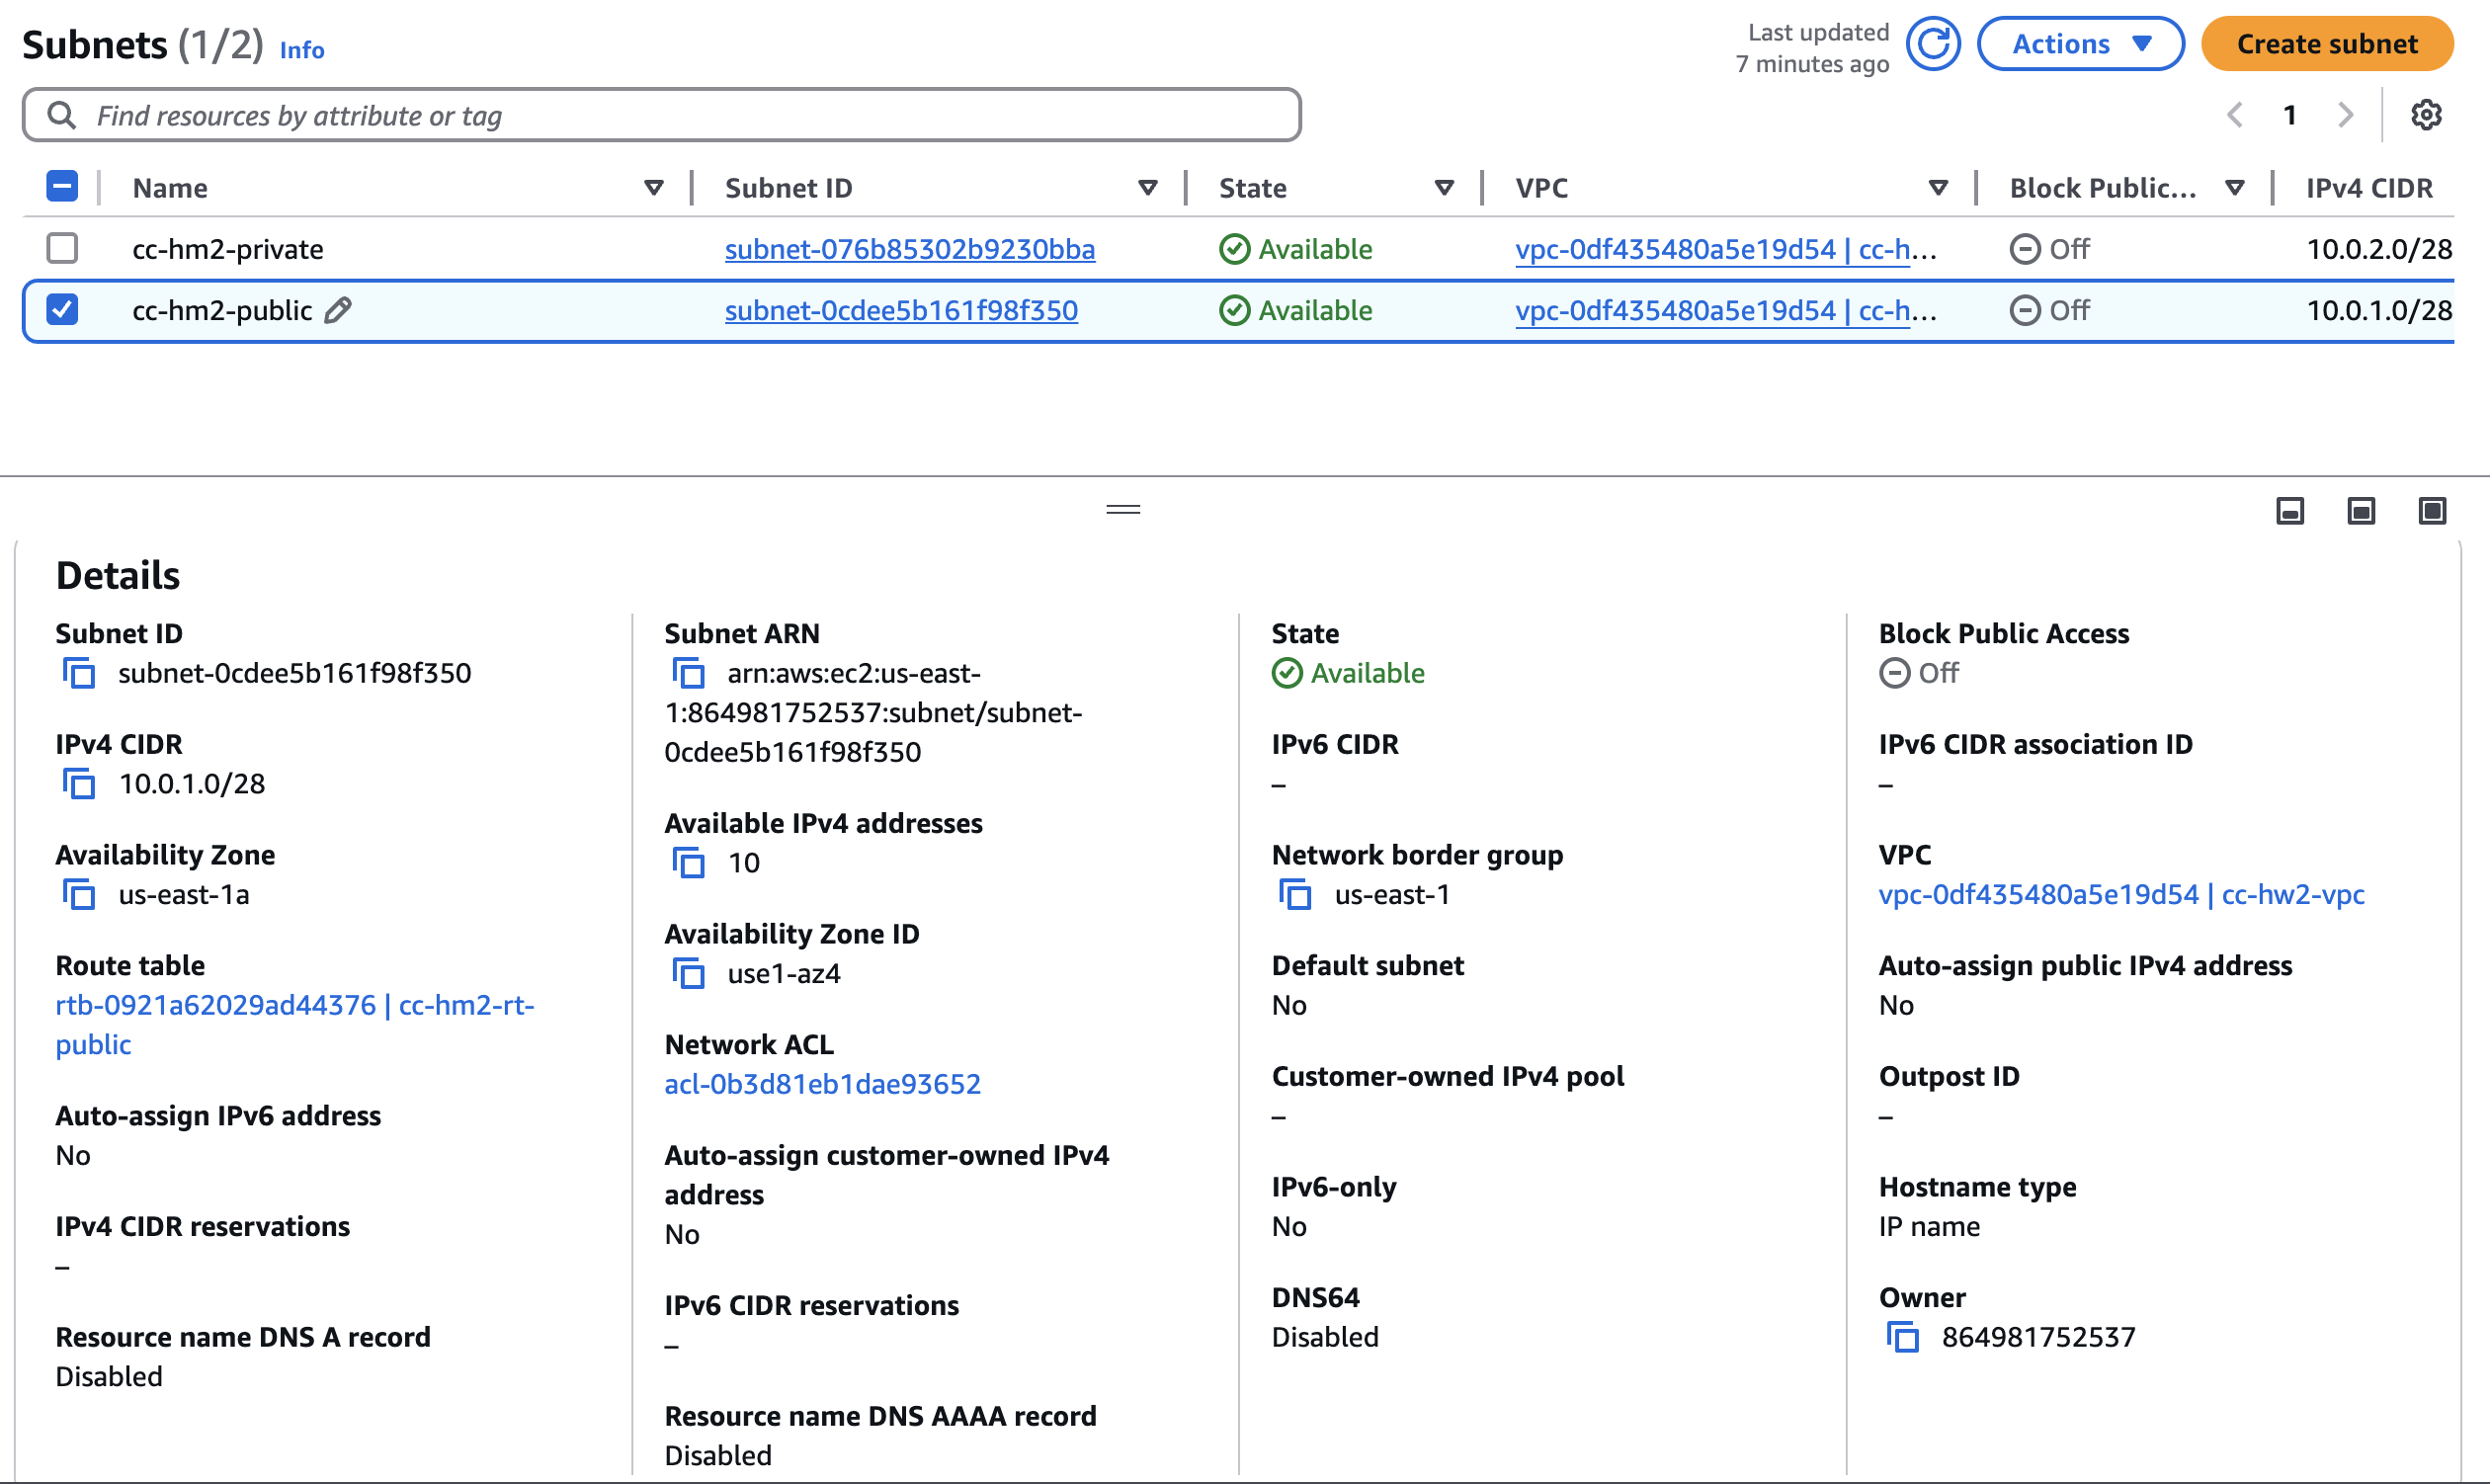 Subnets (1/2) Info
Last updated
7 minutes ago
Actions
Create subnet
Find resources by attribute or tag
1
Name Subnet ID State VPC Block Public... IPv4 CIDR
cc-hm2-private subnet-076b85302b9230bba Available vpc-0df435480a5e19d54 | cc-h... Off 10.0.2.0/28
cc-hm2-public subnet-0cdee5b161f98f350 Available vpc-0df435480a5e19d54 | cc-h... Off 10.0.1.0/28
Details
Subnet ID
subnet-0cdee5b161f98f350
IPv4 CIDR
10.0.1.0/28
Availability Zone
us-east-1a
Route table
rtb-0921a62029ad44376 | cc-hm2-rt-
public
Auto-assign IPv6 address
No
IPv4 CIDR reservations
–
Resource name DNS A record
Disabled
Subnet ARN
arn:aws:ec2:us-east-
1:864981752537:subnet/subnet-
0cdee5b161f98f350
Available IPv4 addresses
10
Availability Zone ID
use1-az4
Network ACL
acl-0b3d81eb1dae93652
Auto-assign customer-owned IPv4
address
No
IPv6 CIDR reservations
–
Resource name DNS AAAA record
Disabled
State
Available
IPv6 CIDR
–
Network border group
us-east-1
Default subnet
No
Customer-owned IPv4 pool
–
IPv6-only
No
DNS64
Disabled
Block Public Access
Off
IPv6 CIDR association ID
–
VPC
vpc-0df435480a5e19d54 | cc-hw2-vpc
Auto-assign public IPv4 address
No
Outpost ID
–
Hostname type
IP name
Owner
864981752537